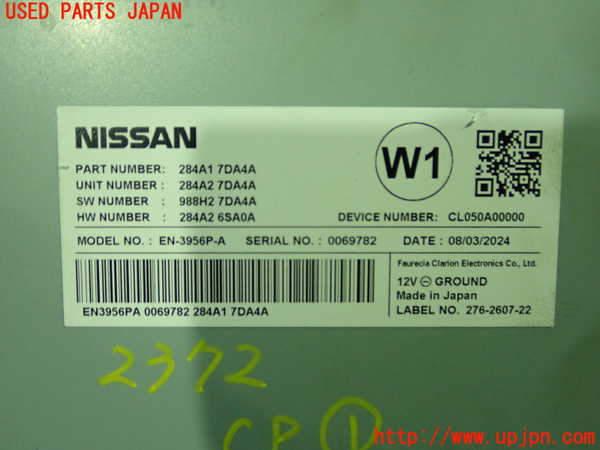 USED PARTS JAPAN
NISSAN
W1
PART NUMBER: 284A1 7DA4A
UNIT NUMBER : 284A2 7DA4A
SW NUMBER : 988H2 7DA4A
HW NUMBER : 284A2 6SA0A DEVICE NUMBER: CL050A00000
MODEL NO. : EN-3956P-A SERIAL NO. : 0069782 DATE : 08/03/2024
Faurecia Clarion Electronics Co., Ltd.
12V ⊖ GROUND
Made in Japan
EN3956PA 0069782 284A1 7DA4A LABEL NO. 276-2607-22
2372
CP ①
http://www.upjpn.com/